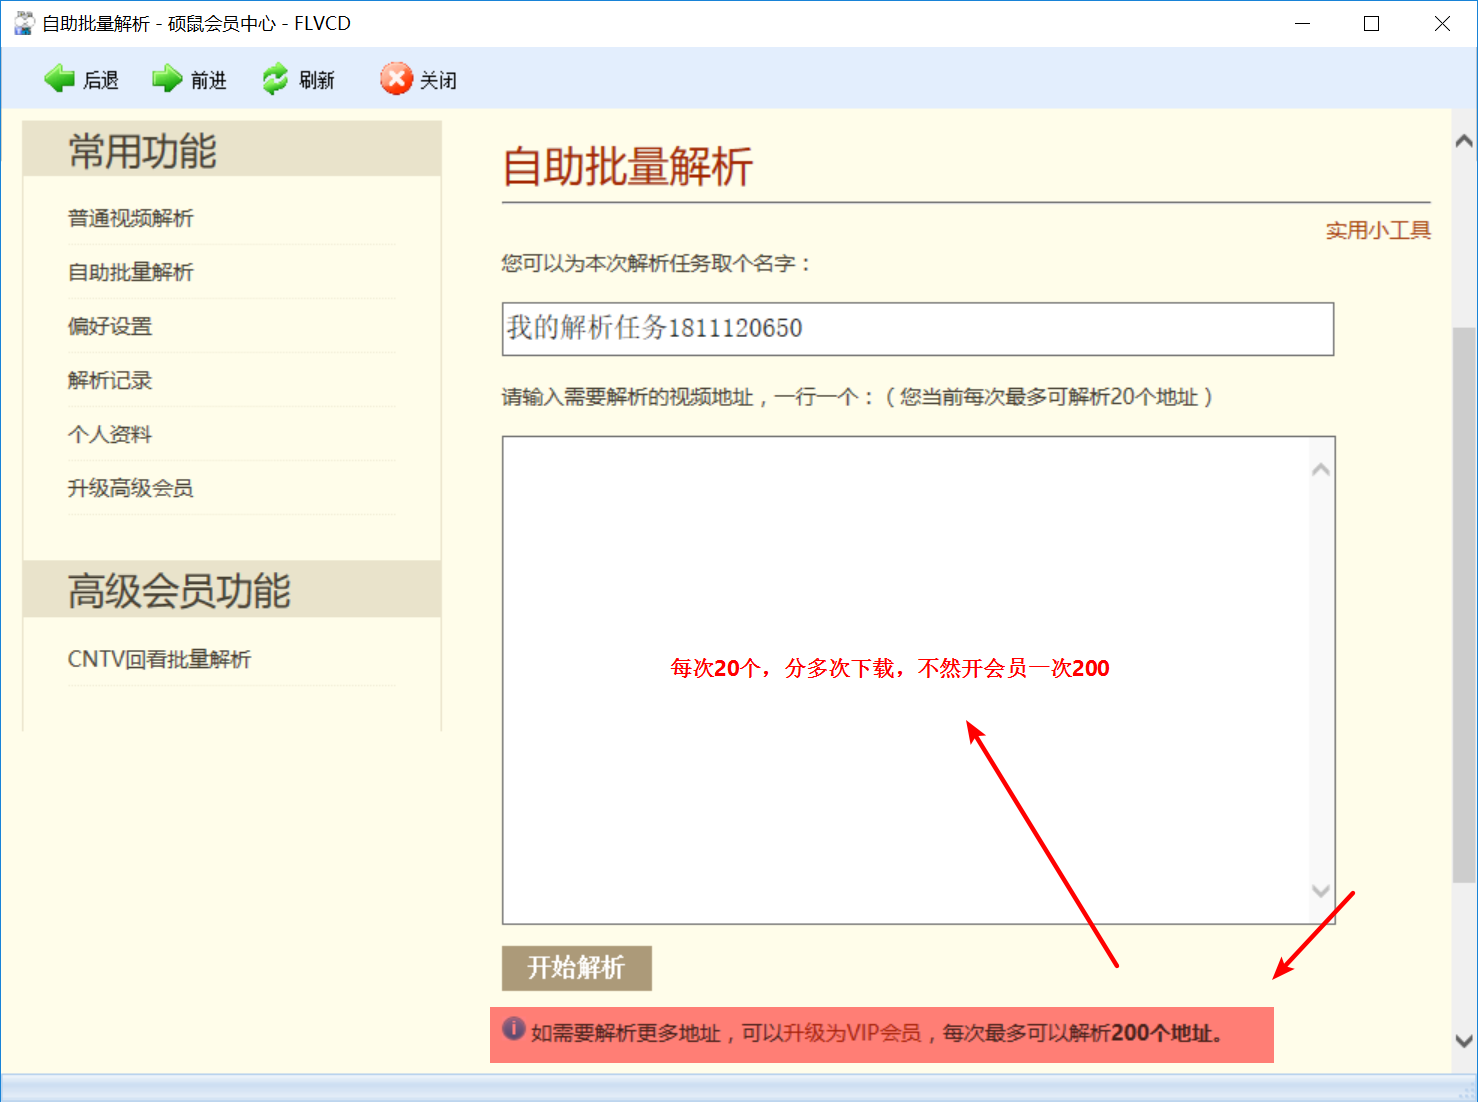 自助批量解析 - 硕鼠会员中心 - FLVCD
后退 前进 刷新 关闭
常用功能
普通视频解析
自助批量解析
偏好设置
解析记录
个人资料
升级高级会员
高级会员功能
CNTV回看批量解析
自助批量解析
实用小工具
您可以为本次解析任务取个名字：
我的解析任务1811120650
请输入需要解析的视频地址，一行一个：（您当前每次最多可解析20个地址）
每次20个，分多次下载，不然开会员一次200
开始解析
如需要解析更多地址，可以升级为VIP会员，每次最多可以解析200个地址。